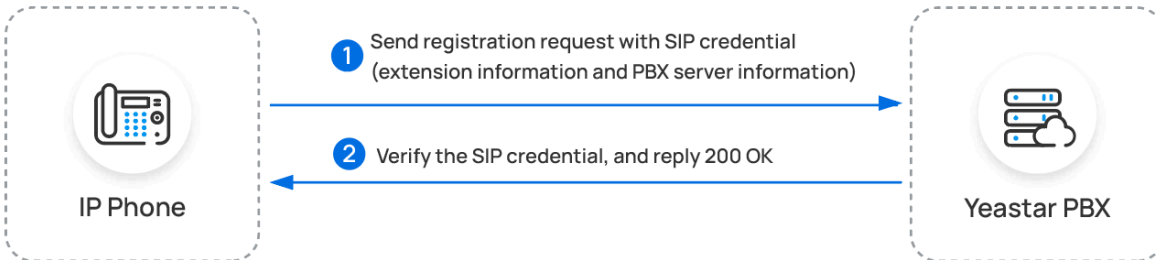 1 Send registration request with SIP credential
(extension information and PBX server information)
2 Verify the SIP credential, and reply 200 OK
IP Phone
Yeastar PBX